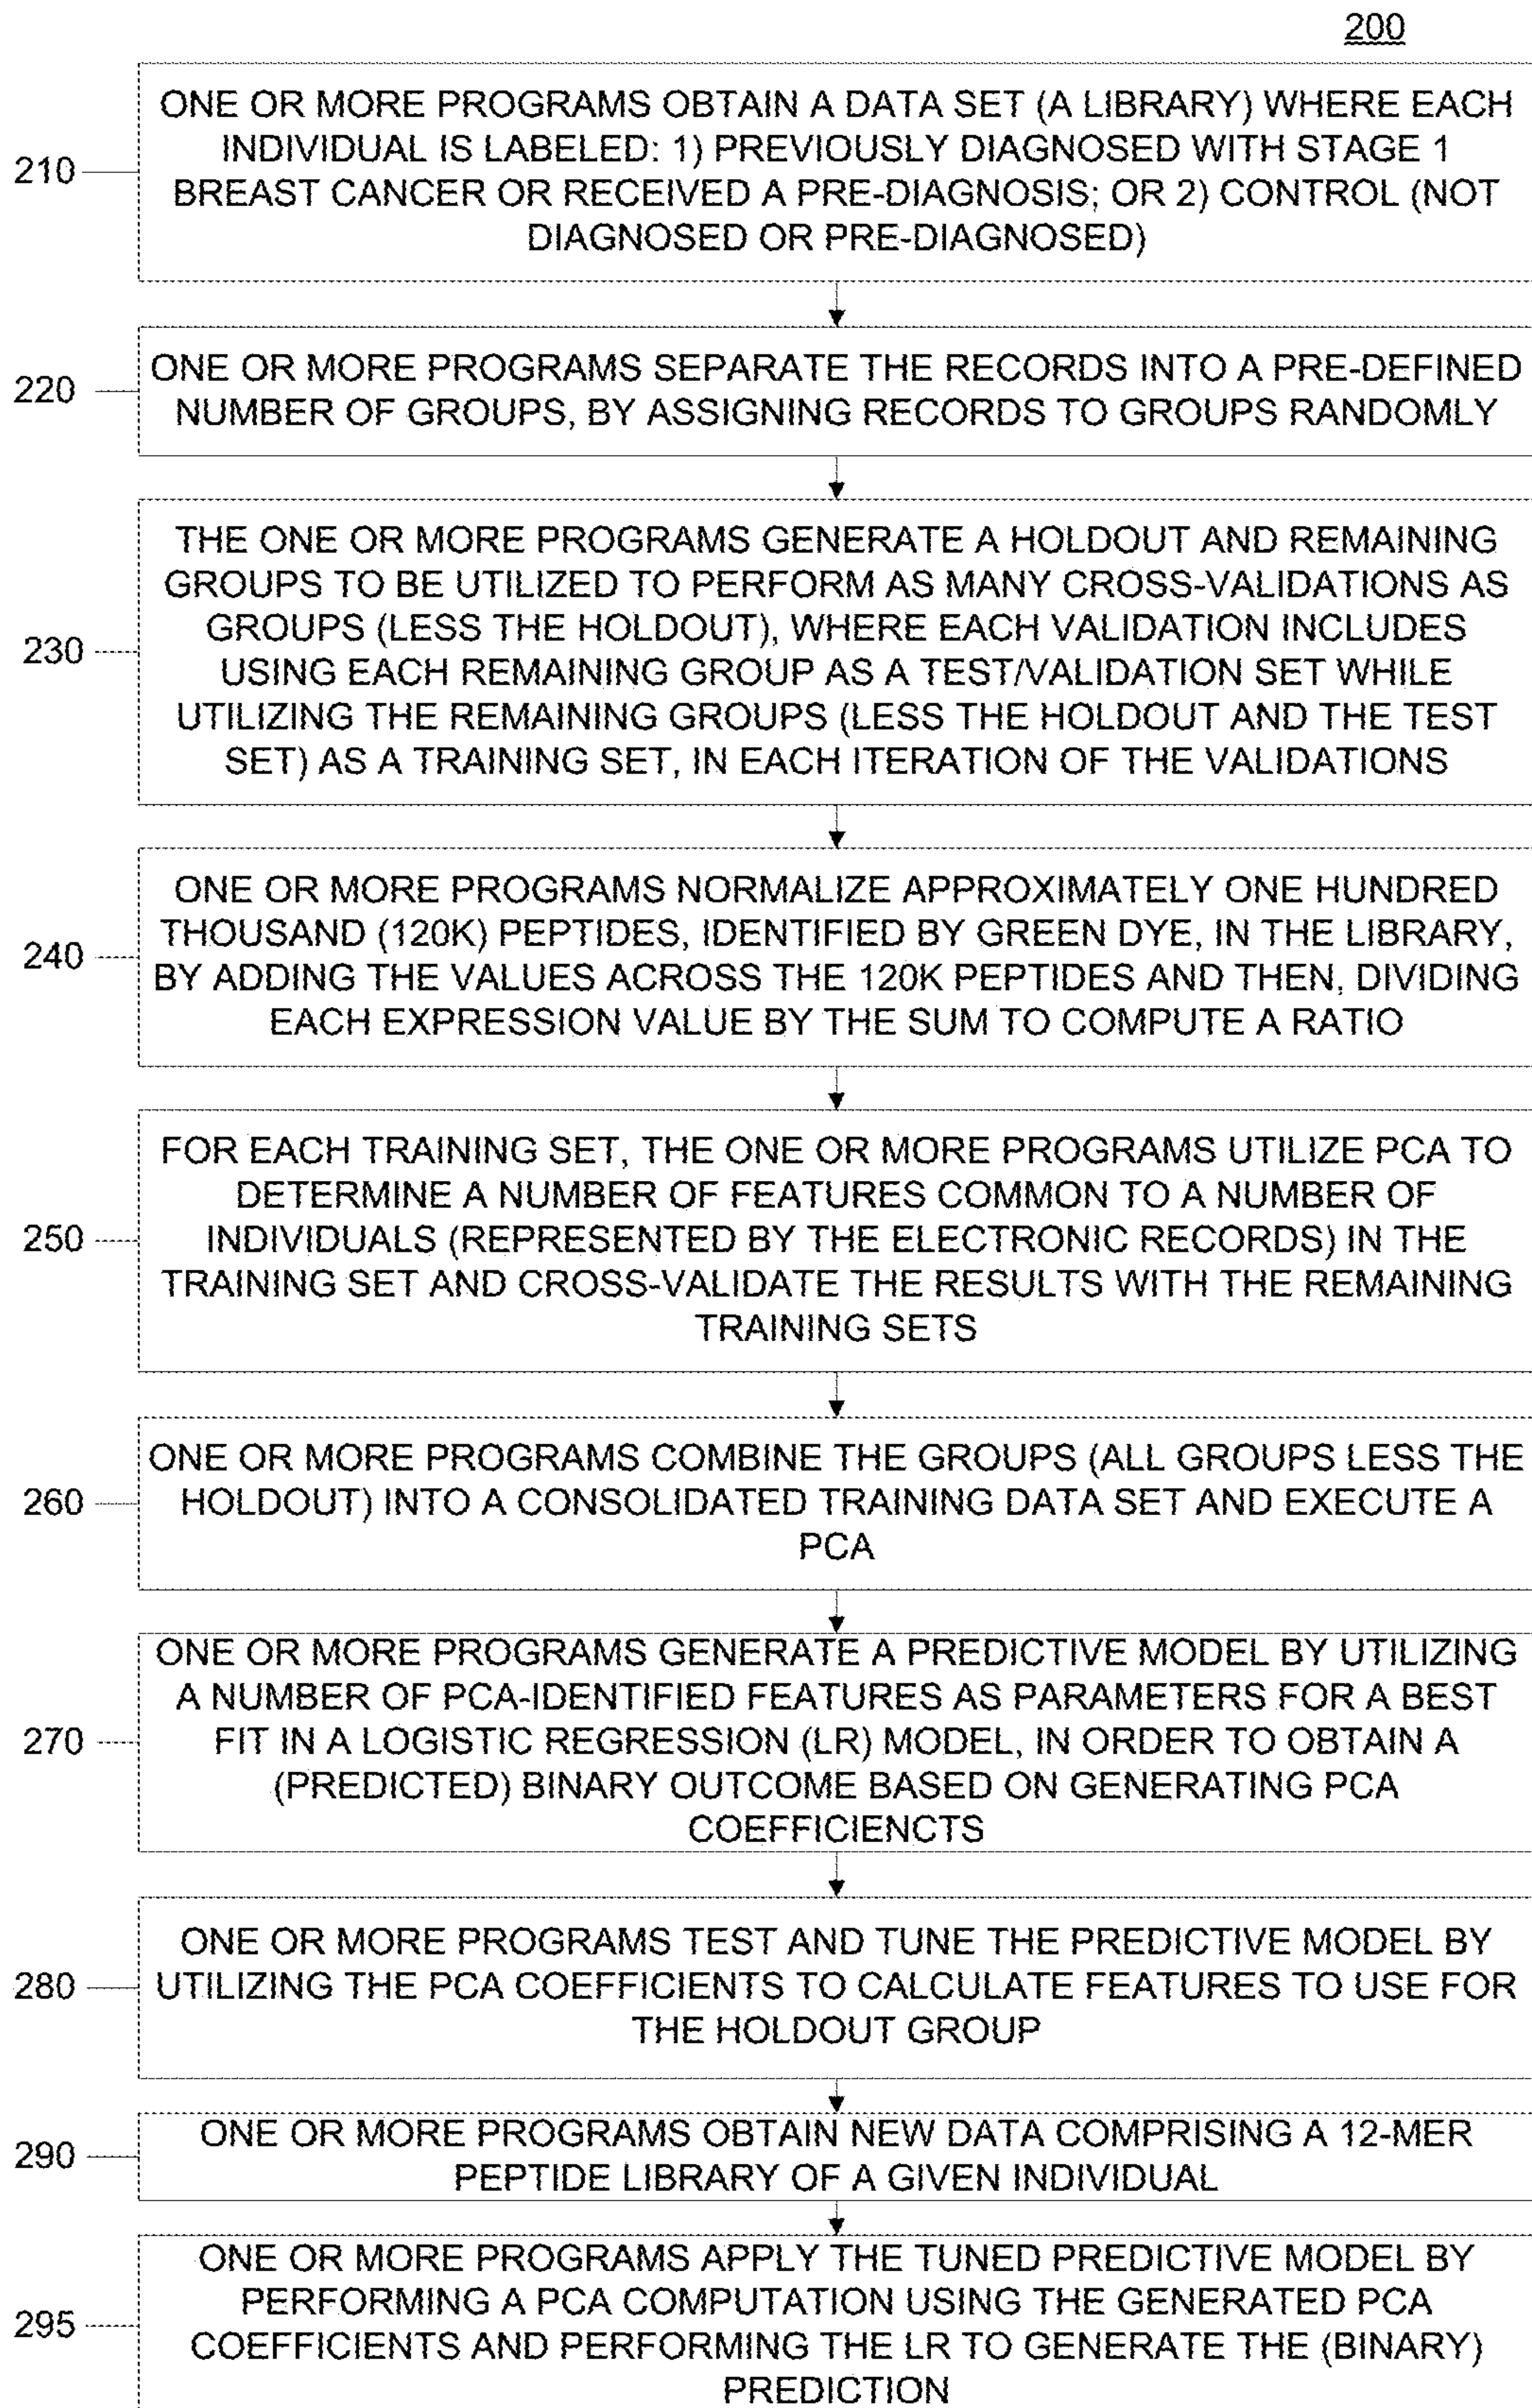 200
210
ONE OR MORE PROGRAMS OBTAIN A DATA SET (A LIBRARY) WHERE EACH
INDIVIDUAL IS LABELED: 1) PREVIOUSLY DIAGNOSED WITH STAGE 1
BREAST CANCER OR RECEIVED A PRE-DIAGNOSIS; OR 2) CONTROL (NOT
DIAGNOSED OR PRE-DIAGNOSED)
220
ONE OR MORE PROGRAMS SEPARATE THE RECORDS INTO A PRE-DEFINED
NUMBER OF GROUPS, BY ASSIGNING RECORDS TO GROUPS RANDOMLY
230
THE ONE OR MORE PROGRAMS GENERATE A HOLDOUT AND REMAINING
GROUPS TO BE UTILIZED TO PERFORM AS MANY CROSS-VALIDATIONS AS
GROUPS (LESS THE HOLDOUT), WHERE EACH VALIDATION INCLUDES
USING EACH REMAINING GROUP AS A TEST/VALIDATION SET WHILE
UTILIZING THE REMAINING GROUPS (LESS THE HOLDOUT AND THE TEST
SET) AS A TRAINING SET, IN EACH ITERATION OF THE VALIDATIONS
240
ONE OR MORE PROGRAMS NORMALIZE APPROXIMATELY ONE HUNDRED
THOUSAND (120K) PEPTIDES, IDENTIFIED BY GREEN DYE, IN THE LIBRARY,
BY ADDING THE VALUES ACROSS THE 120K PEPTIDES AND THEN, DIVIDING
EACH EXPRESSION VALUE BY THE SUM TO COMPUTE A RATIO
250
FOR EACH TRAINING SET, THE ONE OR MORE PROGRAMS UTILIZE PCA TO
DETERMINE A NUMBER OF FEATURES COMMON TO A NUMBER OF
INDIVIDUALS (REPRESENTED BY THE ELECTRONIC RECORDS) IN THE
TRAINING SET AND CROSS-VALIDATE THE RESULTS WITH THE REMAINING
TRAINING SETS
260
ONE OR MORE PROGRAMS COMBINE THE GROUPS (ALL GROUPS LESS THE
HOLDOUT) INTO A CONSOLIDATED TRAINING DATA SET AND EXECUTE A
PCA
270
ONE OR MORE PROGRAMS GENERATE A PREDICTIVE MODEL BY UTILIZING
A NUMBER OF PCA-IDENTIFIED FEATURES AS PARAMETERS FOR A BEST
FIT IN A LOGISTIC REGRESSION (LR) MODEL, IN ORDER TO OBTAIN A
(PREDICTED) BINARY OUTCOME BASED ON GENERATING PCA
COEFFICIENCTS
280
ONE OR MORE PROGRAMS TEST AND TUNE THE PREDICTIVE MODEL BY
UTILIZING THE PCA COEFFICIENTS TO CALCULATE FEATURES TO USE FOR
THE HOLDOUT GROUP
290
ONE OR MORE PROGRAMS OBTAIN NEW DATA COMPRISING A 12-MER
PEPTIDE LIBRARY OF A GIVEN INDIVIDUAL
295
ONE OR MORE PROGRAMS APPLY THE TUNED PREDICTIVE MODEL BY
PERFORMING A PCA COMPUTATION USING THE GENERATED PCA
COEFFICIENTS AND PERFORMING THE LR TO GENERATE THE (BINARY)
PREDICTION